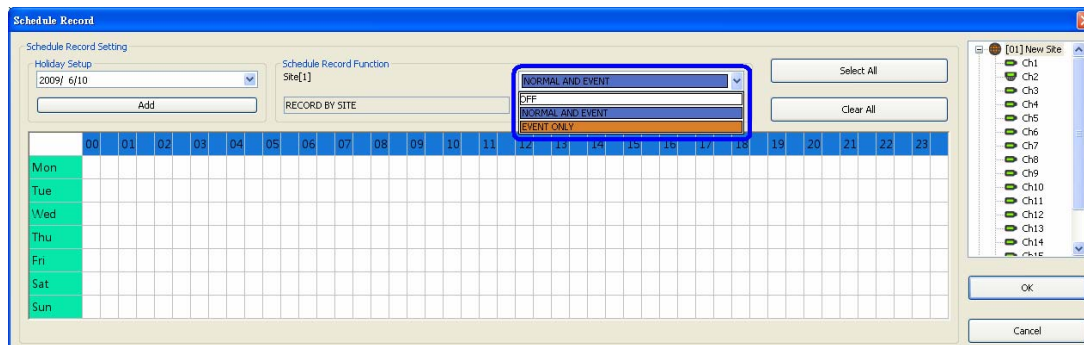 Schedule Record
Schedule Record Setting
Holiday Setup
2009/ 6/10
Add
Schedule Record Function
Site[1]
RECORD BY SITE
NORMAL AND EVENT
OFF
NORMAL AND EVENT
EVENT ONLY
Select All
Clear All
00 01 02 03 04 05 06 07 08 09 10 11 12 13 14 15 16 17 18 19 20 21 22 23
Mon
Tue
Wed
Thu
Fri
Sat
Sun
[01] New Site
Ch1
Ch2
Ch3
Ch4
Ch5
Ch6
Ch7
Ch8
Ch9
Ch10
Ch11
Ch12
Ch13
Ch14
Ch15
OK
Cancel